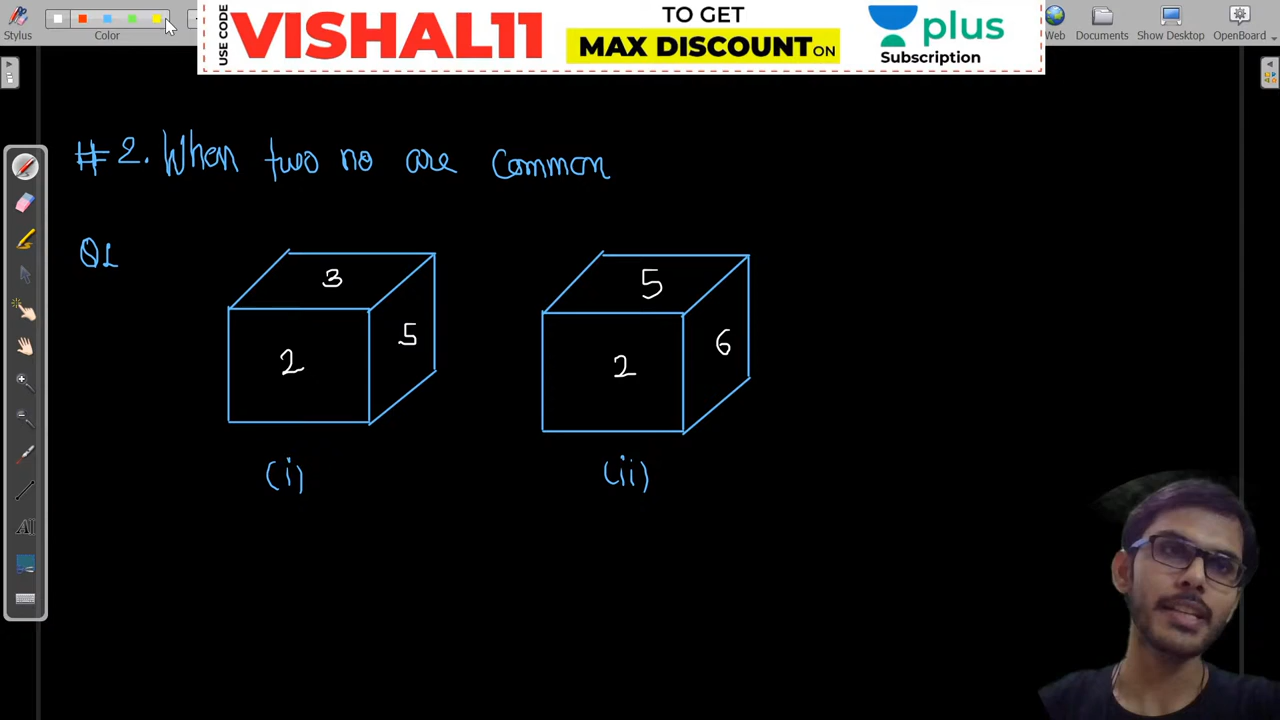 USE CODE
VISHAL11
TO GET
MAX DISCOUNT ON
plus
Subscription
Stylus
Color
Web
Documents
Show Desktop
OpenBoard
#2. When two no are common
Q1
3
2
5
5
2
6
(i)
(ii)
AI